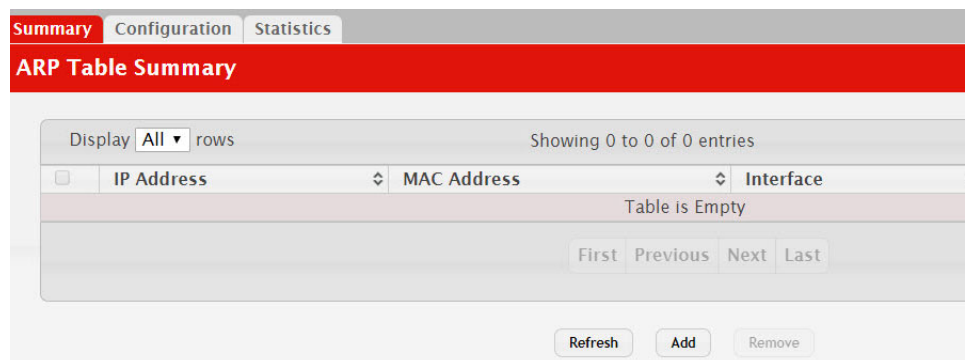 Summary Configuration Statistics
ARP Table Summary
Display All rows Showing 0 to 0 of 0 entries
IP Address MAC Address Interface
Table is Empty
First Previous Next Last
Refresh Add Remove